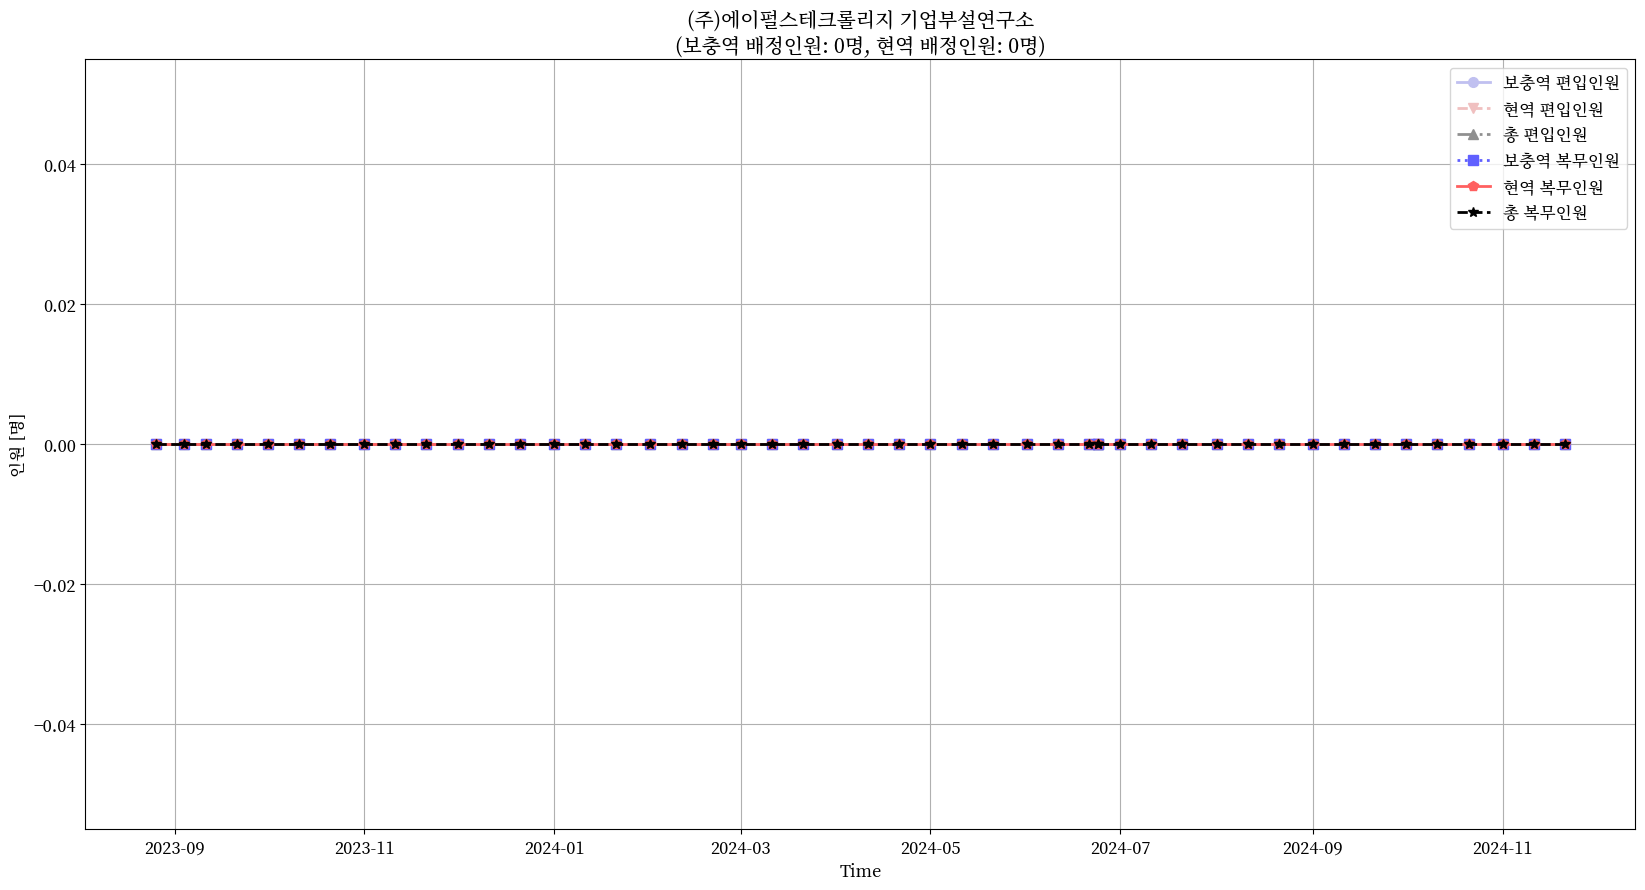 (주)에이펄스테크롤리지 기업부설연구소
(보충역 배정인원: 0명, 현역 배정인원: 0명)
보충역 편입인원
현역 편입인원
총 편입인원
보충역 복무인원
현역 복무인원
총 복무인원
인원 [명]
0.04
0.02
0.00
−0.02
−0.04
2023-09 2023-11 2024-01 2024-03 2024-05 2024-07 2024-09 2024-11
Time